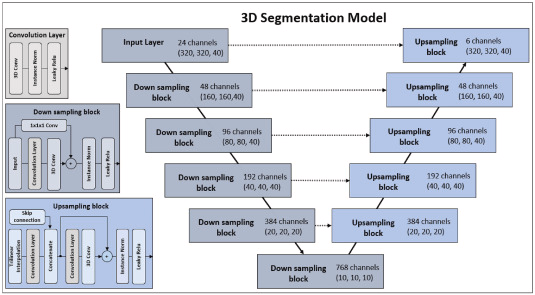 3D Segmentation Model
Convolution Layer
3D Conv
Instance Norm
Leaky Relu
Down sampling block
1x1x1 Conv
Input
Convolution Layer
3D Conv
+
Instance Norm
Leaky Relu
Upsampling block
Skip
connection
Trilinear
Interpolation
Convolution Layer
Concatenate
Convolution Layer
3D Conv
+
Instance Norm
Leaky Relu
Input Layer
24 channels
(320, 320, 40)
Upsampling
block
6 channels
(320, 320, 40)
Down sampling
block
48 channels
(160, 160,40)
Upsampling
block
48 channels
(160, 160, 40)
Down sampling
block
96 channels
(80, 80, 40)
Upsampling
block
96 channels
(80, 80, 40)
Down sampling
block
192 channels
(40, 40, 40)
Upsampling
block
192 channels
(40, 40, 40)
Down sampling
block
384 channels
(20, 20, 20)
Upsampling
block
384 channels
(20, 20, 20)
Down sampling
block
768 channels
(10, 10, 10)